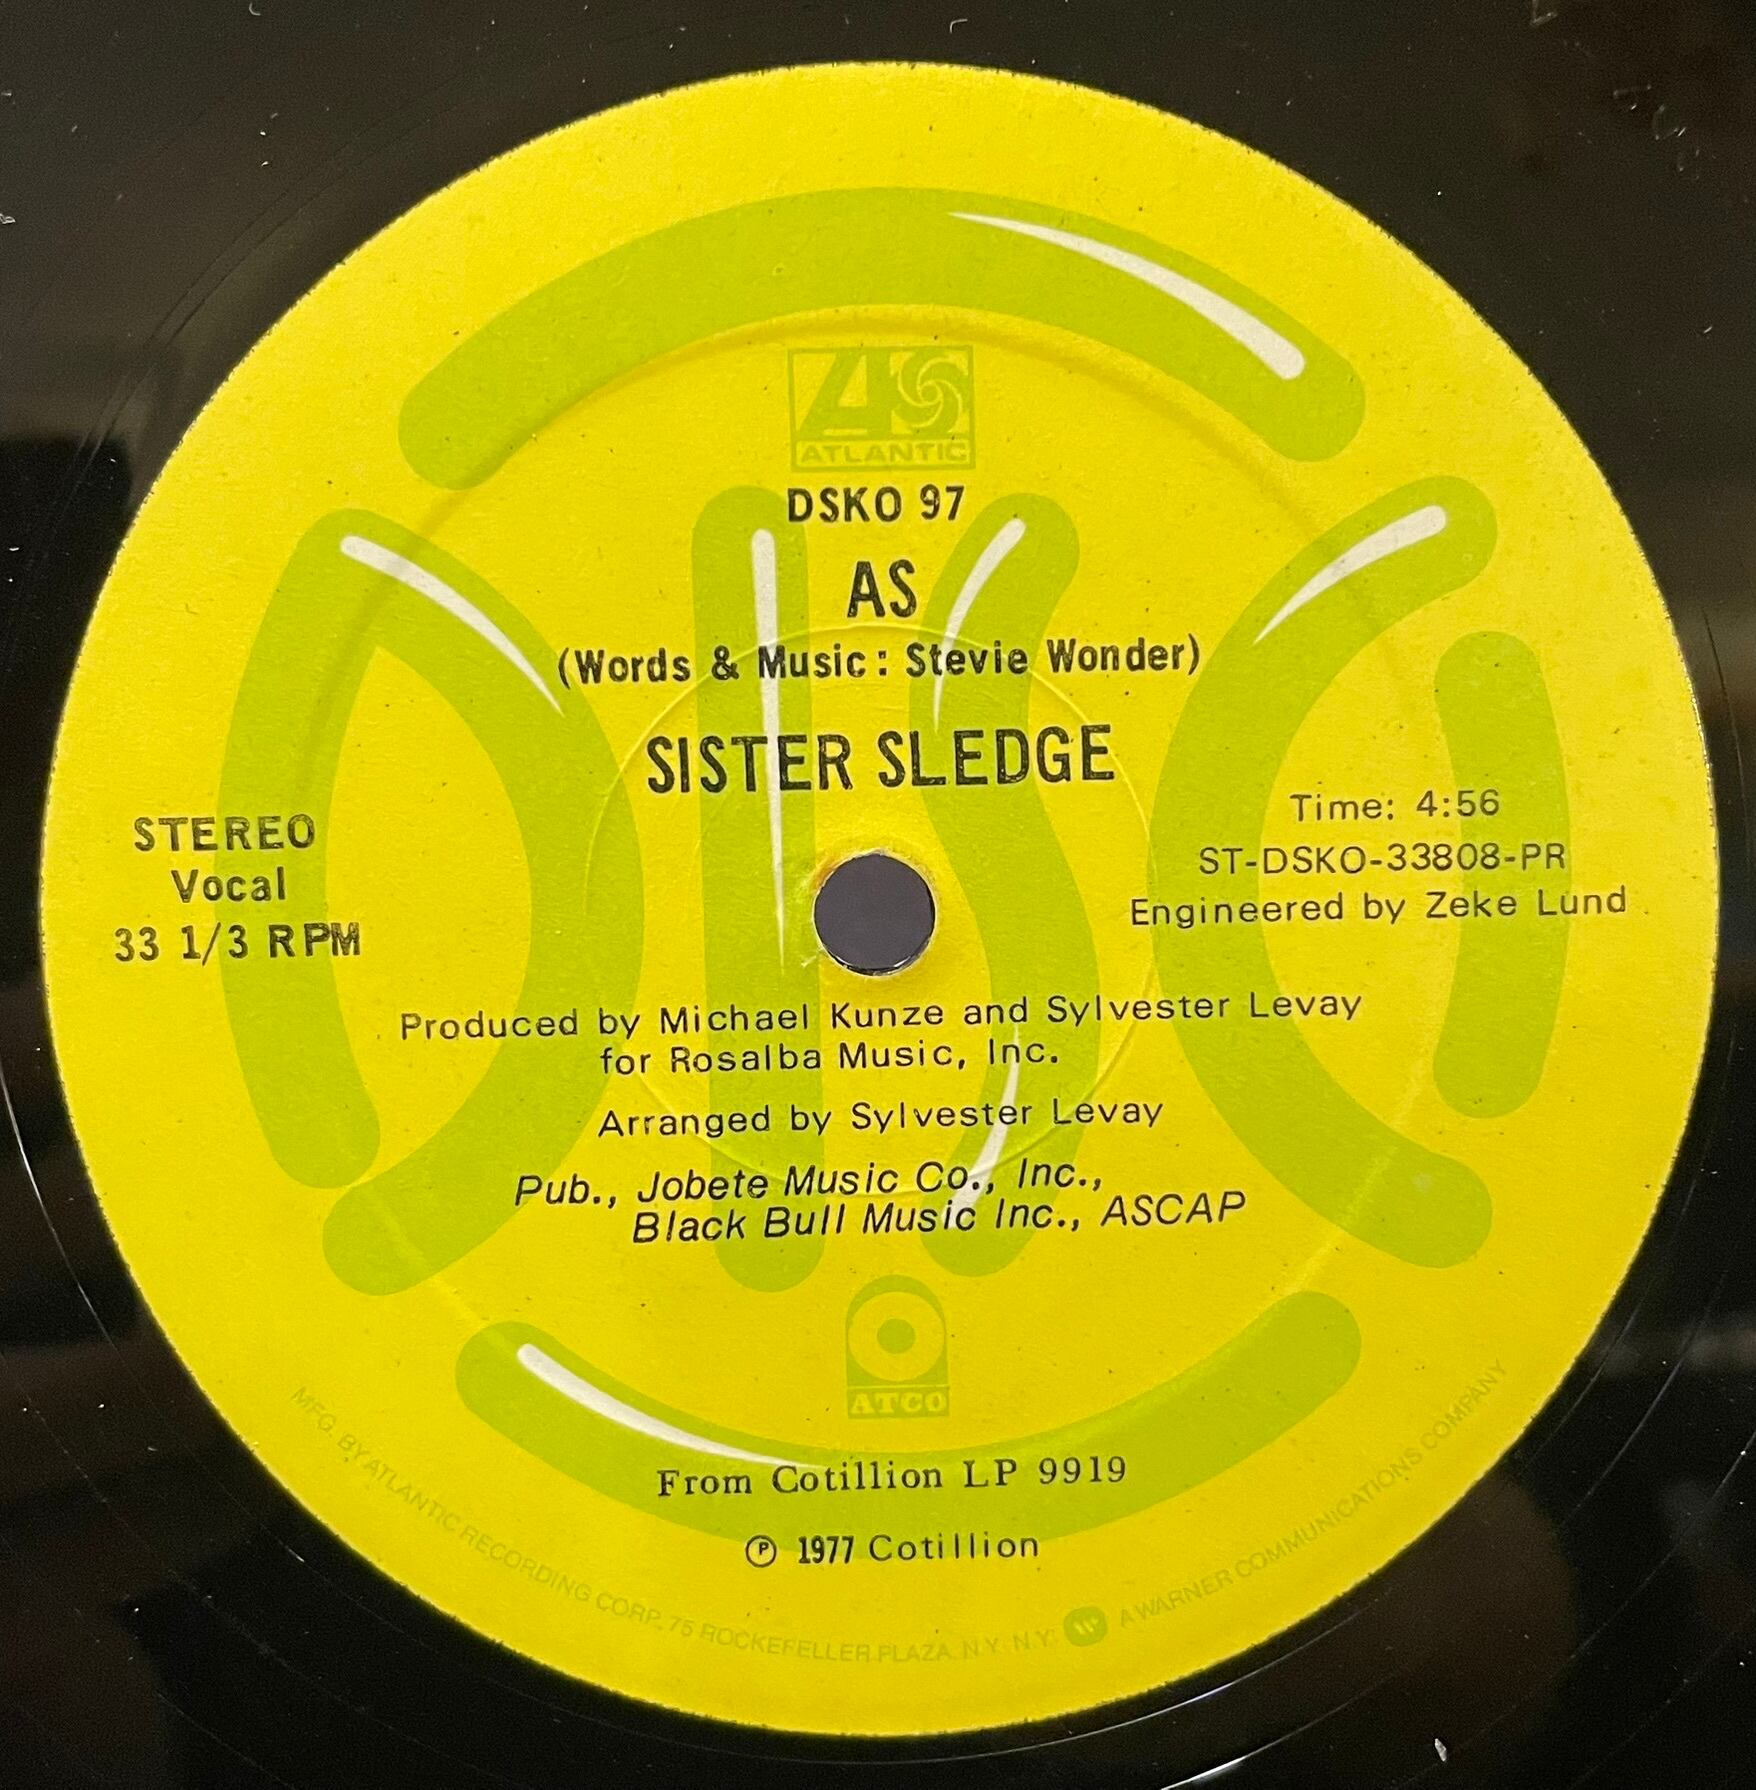 ATLANTIC
DSKO 97
AS
(Words & Music: Stevie Wonder)
SISTER SLEDGE
STEREO
Vocal
33 1/3 RPM
Time: 4:56
ST-DSKO-33808-PR
Engineered by Zeke Lund
Produced by Michael Kunze and Sylvester Levay
for Rosalba Music, Inc.
Arranged by Sylvester Levay
Pub., Jobete Music Co., Inc.,
Black Bull Music Inc., ASCAP
ATCO
From Cotillion LP 9919
Ⓟ 1977 Cotillion
MFG. BY ATLANTIC RECORDING CORP. 75 ROCKEFELLER PLAZA, N.Y. N.Y. A WARNER COMMUNICATIONS COMPANY
DISCO